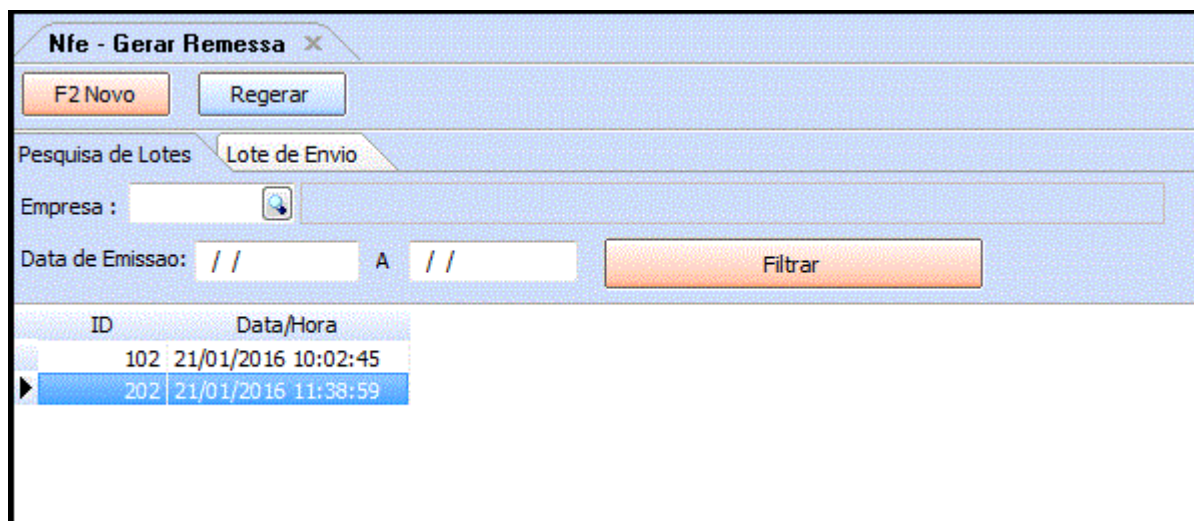 Nfe - Gerar Remessa
F2 Novo Regerar
Pesquisa de Lotes Lote de Envio
Empresa :
Data de Emissao: / / A / / Filtrar
ID Data/Hora
102 21/01/2016 10:02:45
202 21/01/2016 11:38:59